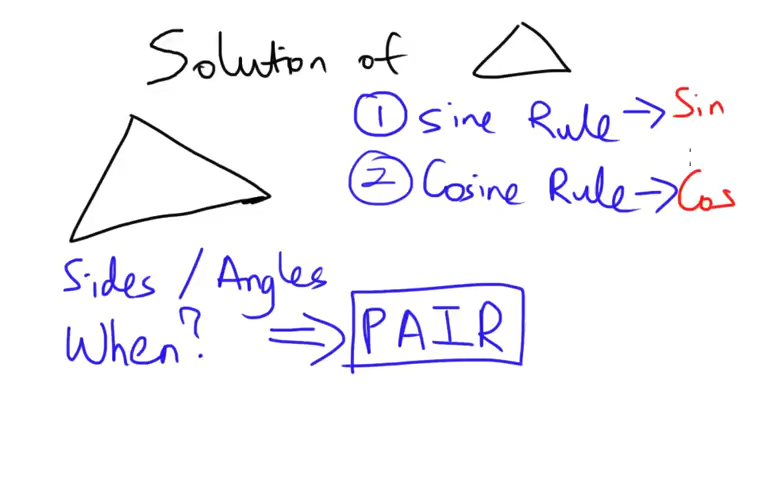 Solution of
① Sine Rule → Sin
② Cosine Rule → Cos
Sides / Angles
When? ⇒ PAIR